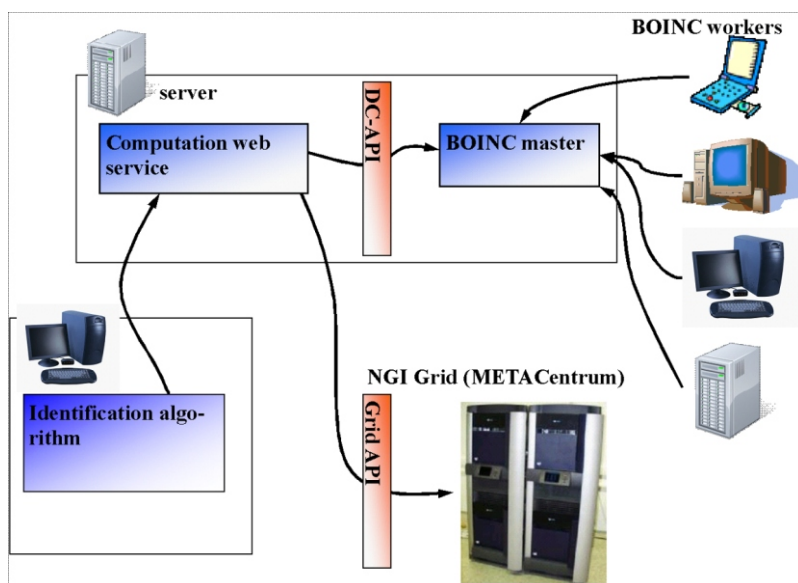 BOINC workers
server
DC-API
Computation web
service
BOINC master
NGI Grid (METACentrum)
Identification algo-
rithm
Grid API